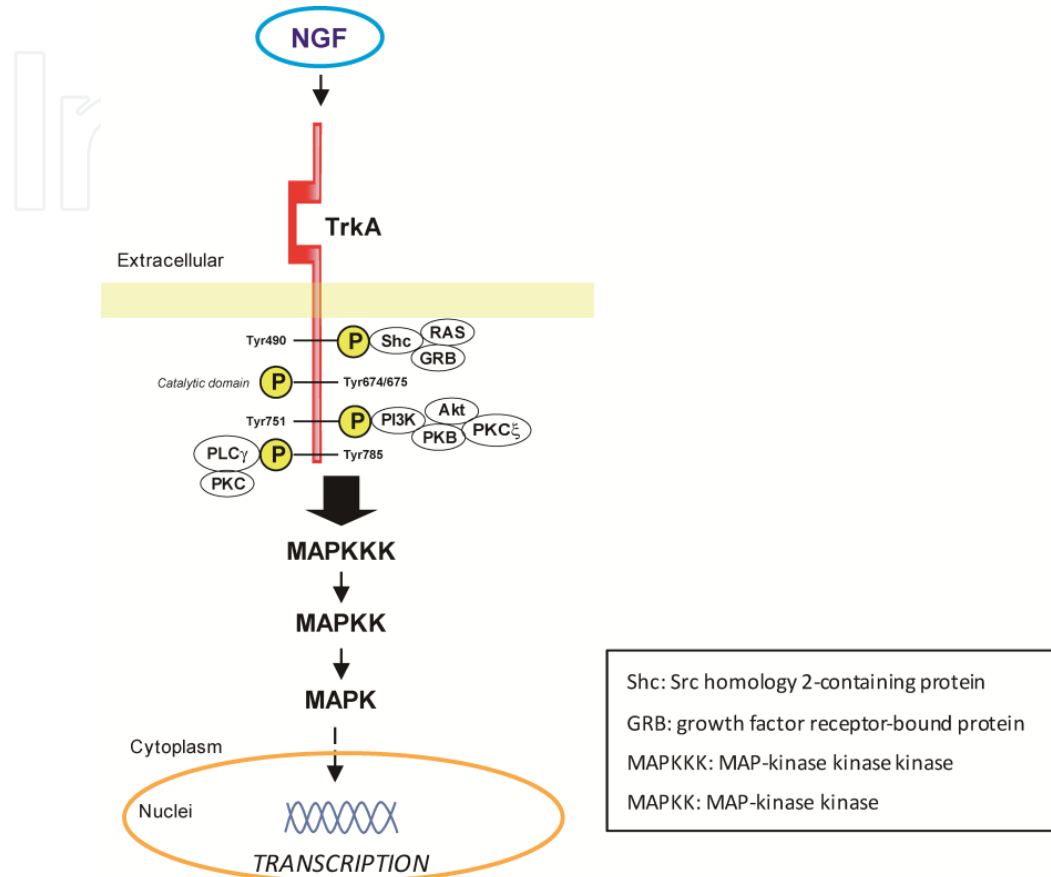 NGF
TrkA
Extracellular
Tyr490 P Shc RAS
GRB
Catalytic domain P Tyr674/675
Tyr751 P PI3K Akt
PKB PKCξ
PLCγ P Tyr785
PKC
MAPKKK
MAPKK
MAPK
Cytoplasm
Nuclei
TRANSCRIPTION
Shc: Src homology 2-containing protein
GRB: growth factor receptor-bound protein
MAPKKK: MAP-kinase kinase kinase
MAPKK: MAP-kinase kinase